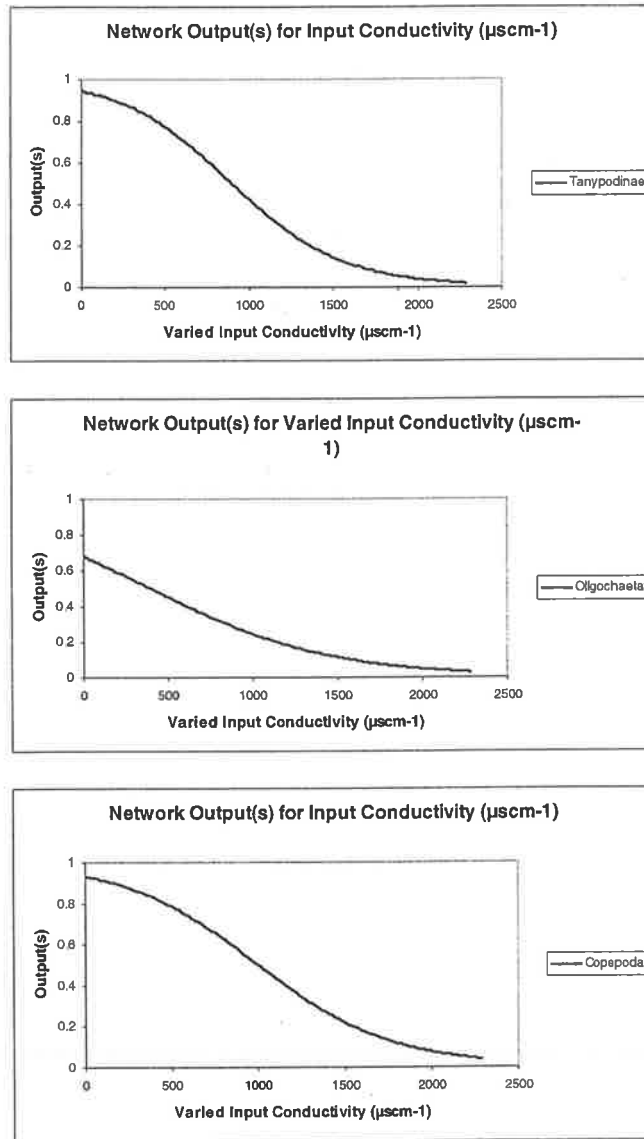 Network Output(s) for Input Conductivity (µscm-1)
1
0.8
0.6
0.4
0.2
0
Output(s)
0 500 1000 1500 2000 2500
Varied Input Conductivity (µscm-1)
Tanypodinae
Network Output(s) for Varied Input Conductivity (µscm-
1)
1
0.8
0.6
0.4
0.2
0
Output(s)
0 500 1000 1500 2000 2500
Varied Input Conductivity (µscm-1)
Oligochaeta
Network Output(s) for Input Conductivity (µscm-1)
1
0.8
0.6
0.4
0.2
0
Output(s)
0 500 1000 1500 2000 2500
Varied Input Conductivity (µscm-1)
Copepoda